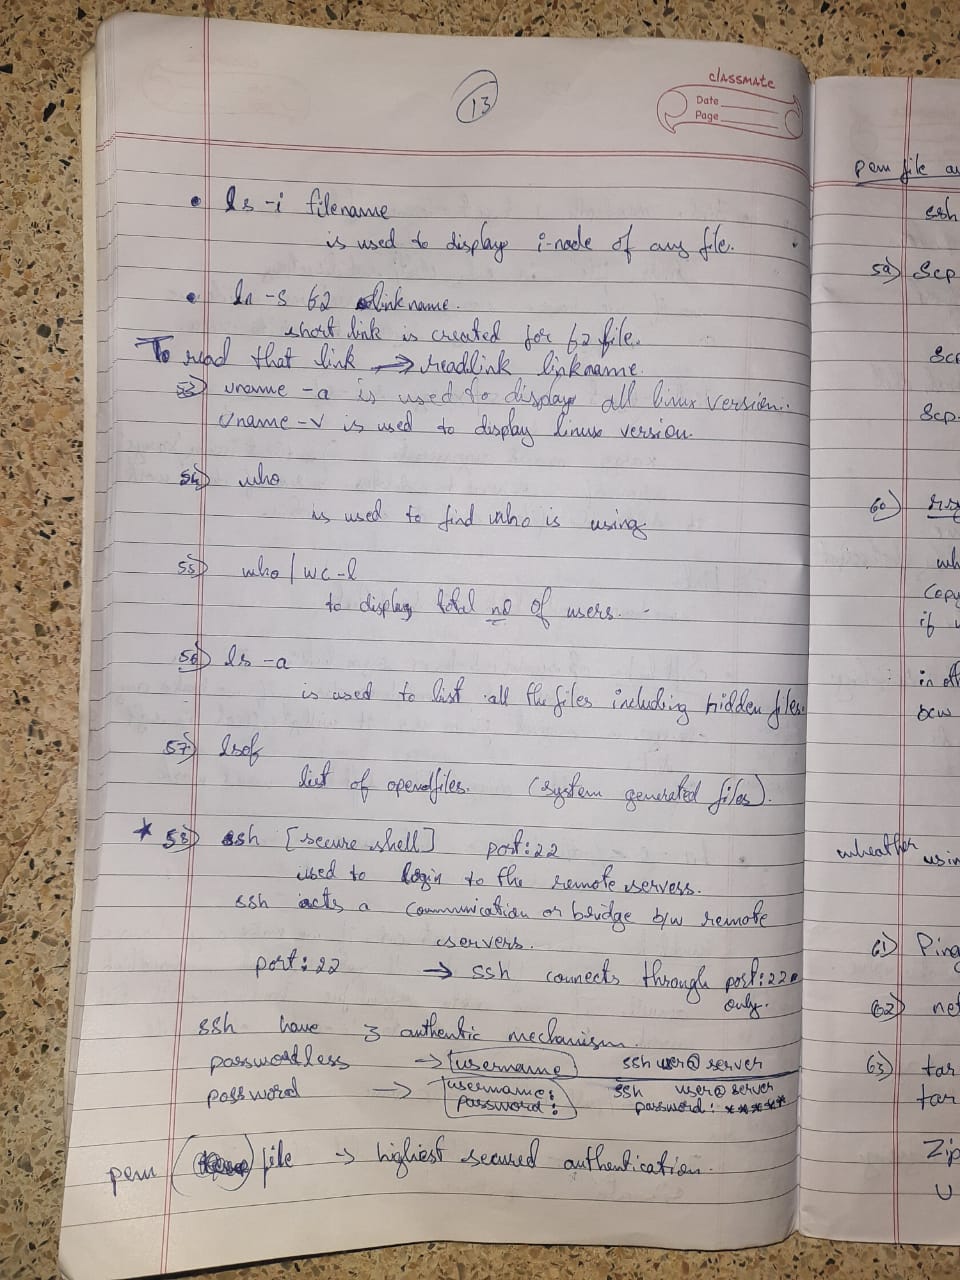 13
classmate
Date
Page
• ls -i filename
is used to display i-node of any file.
• ln -s f2 linkname.
short link is created for f2 file.
To read that link → readlink linkname.
53) uname -a is used to display all linux version.
Uname -v is used to display linux version.
54) who
is used to find who is using
55) who | wc -l
to display total no of users.
56) ls -a
is used to list all the files including hidden files.
57) lsof
list of opendfiles. (system generated files).
* 58) ssh [secure shell] port:22
used to login to the remote servers.
ssh acts a communication or bridge b/w remote
servers.
port:22 → ssh connects through port:22
only.
ssh have 3 authentic mechanism.
passwordless → username ssh user@server
password → username: ssh user@server
password: password: *****
pem file → highest secured authentication.
pem file
ssh
59) Scp
Scp
Scp
60)
wh
Copy
if
in
bcw
wheather usin
61) Ping
62) net
63) tar
tar
Zip
U